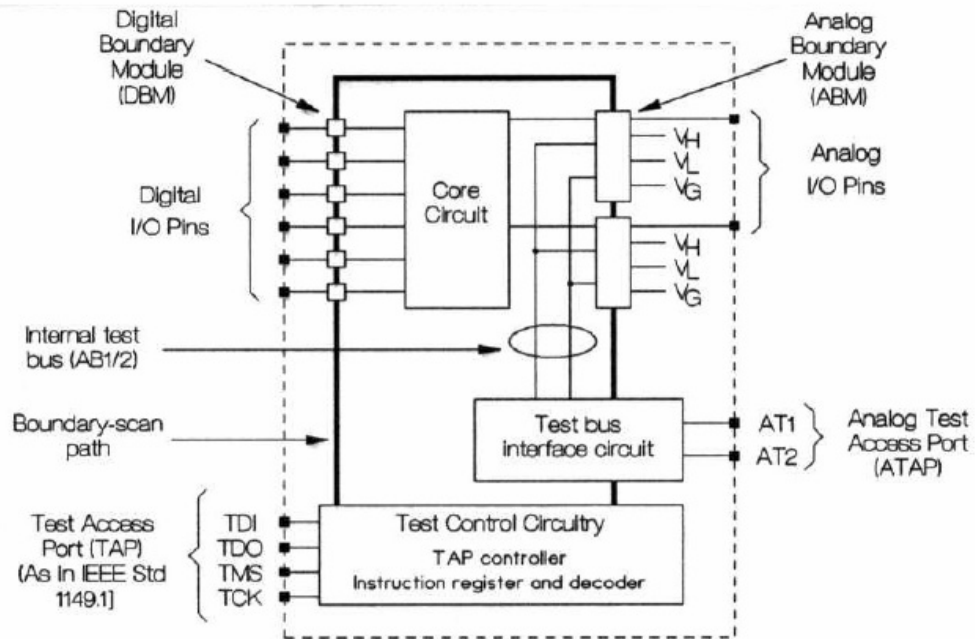 Digital
Boundary
Module
(DBM)
Analog
Boundary
Module
(ABM)
Digital
I/O Pins
Core
Circuit
VH
VL
VG
Analog
I/O Pins
VH
VL
VG
Internal test
bus (AB1/2)
Boundary-scan
path
Test bus
interface circuit
AT1
AT2
Analog Test
Access Port
(ATAP)
Test Access
Port (TAP)
(As in IEEE Std
1149.1]
TDI
TDO
TMS
TCK
Test Control Circuitry
TAP controller
Instruction register and decoder